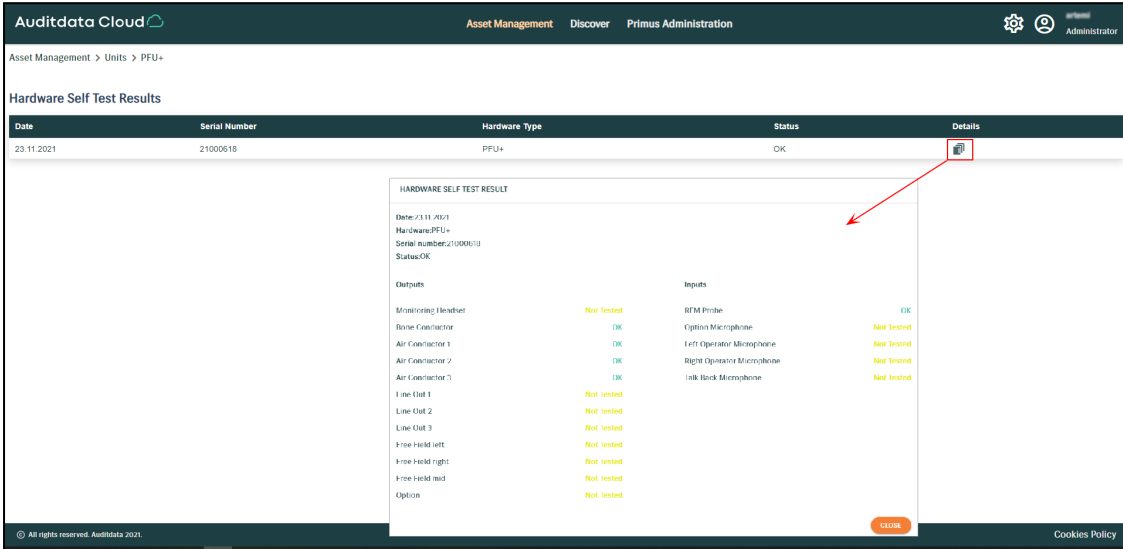 Auditdata Cloud
Asset Management Discover Primus Administration
Administrator
Asset Management > Units > PFU+
Hardware Self Test Results
Date Serial Number Hardware Type Status Details
23.11.2021 21000618 PFU+ OK
HARDWARE SELF TEST RESULT
Date:23.11.2021
Hardware:PFU+
Serial number:21000618
Status:OK
Outputs Inputs
Monitoring Headset Not Tested REM Probe OK
Bone Conductor OK Option Microphone Not Tested
Air Conductor 1 OK Left Operator Microphone Not Tested
Air Conductor 2 OK Right Operator Microphone Not Tested
Air Conductor 3 OK Talk Back Microphone Not Tested
Line Out 1 Not Tested
Line Out 2 Not Tested
Line Out 3 Not Tested
Free Field left Not Tested
Free Field right Not Tested
Free Field mid Not Tested
Option Not Tested
CLOSE
© All rights reserved. Auditdata 2021. Cookies Policy